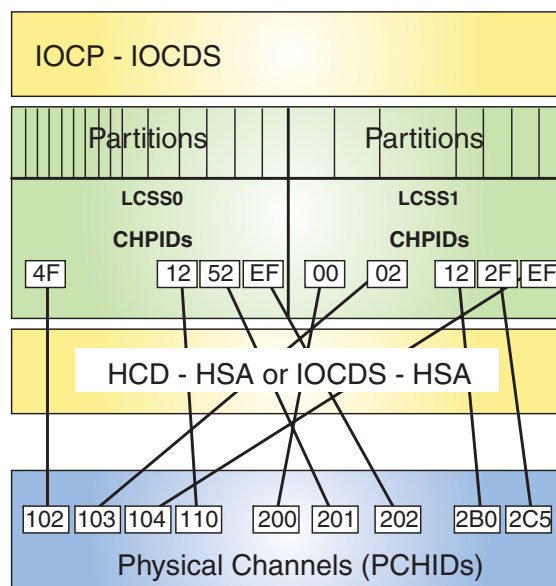 IOCP - IOCDS
Partitions Partitions
LCSS0 LCSS1
CHPIDs CHPIDs
4F 12 52 EF 00 02 12 2F EF
HCD - HSA or IOCDS - HSA
102 103 104 110 200 201 202 2B0 2C5
Physical Channels (PCHIDs)